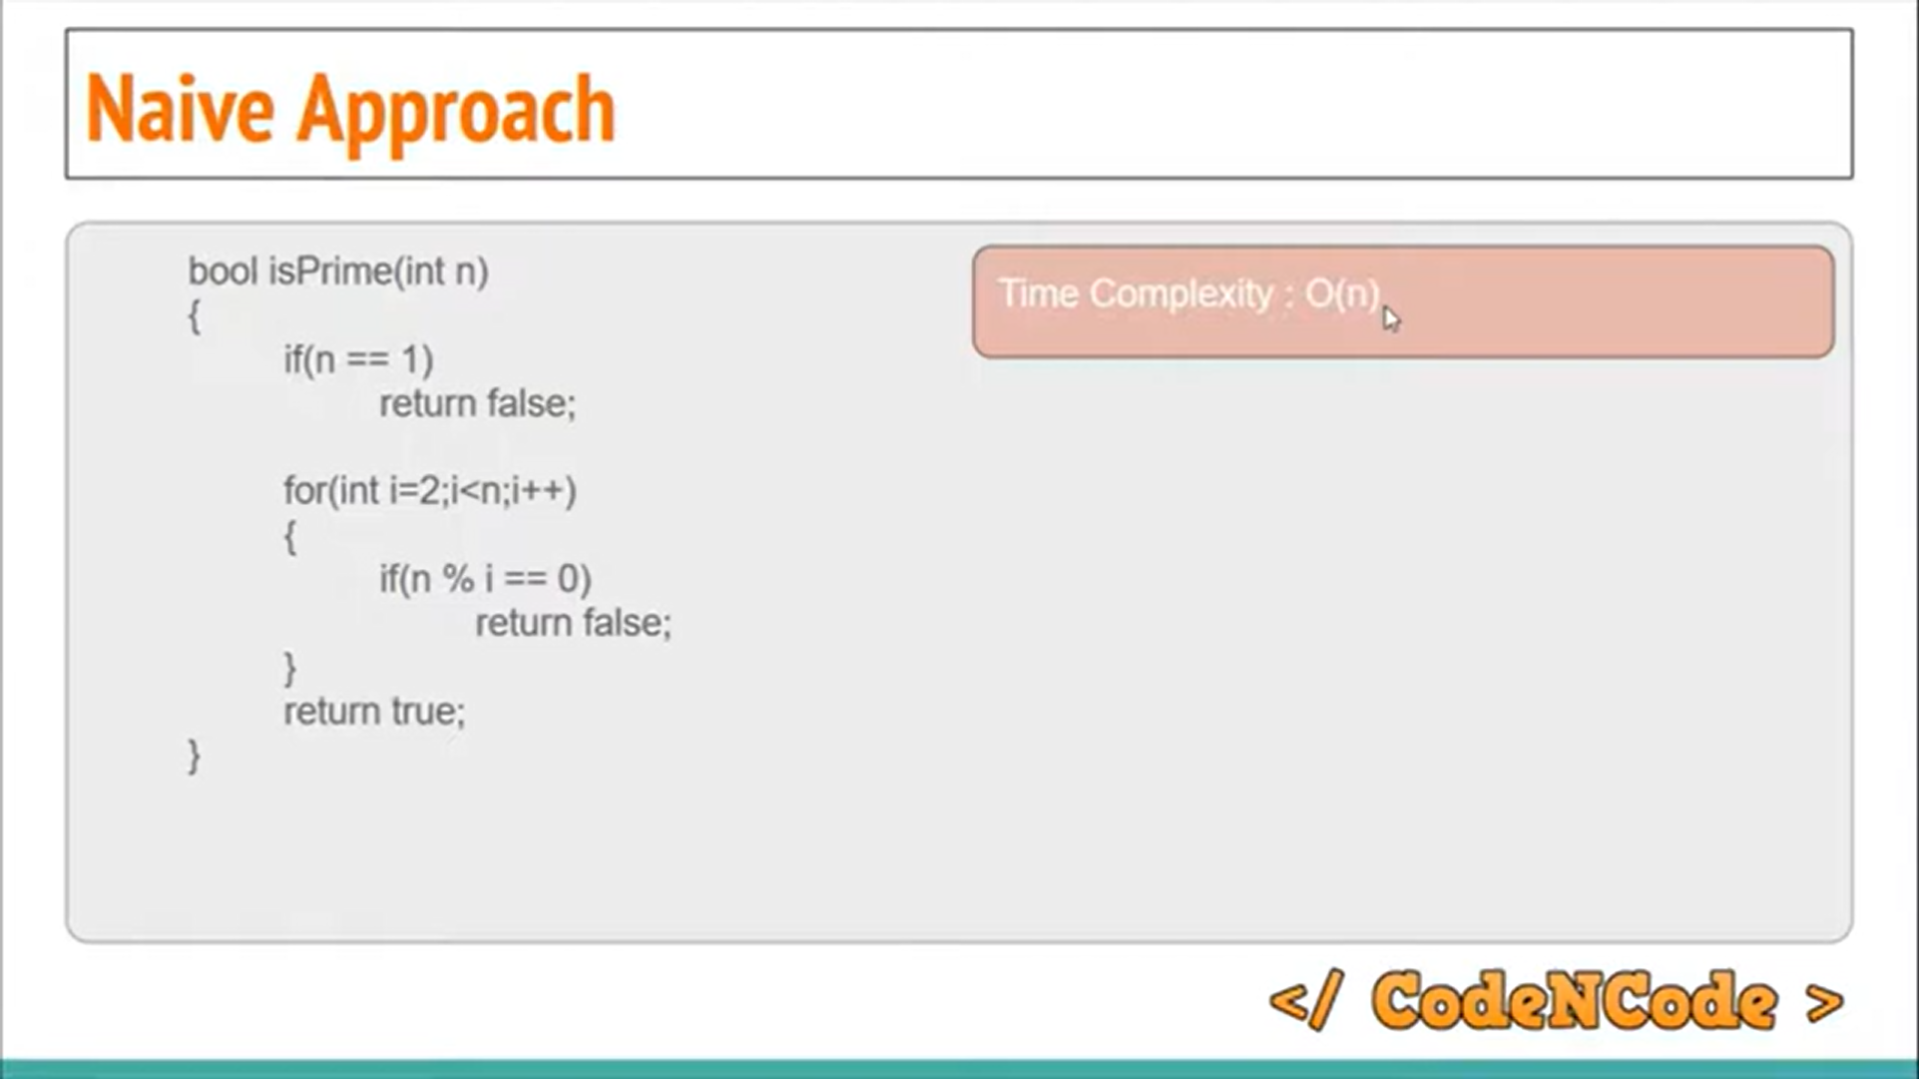 Naive Approach
bool isPrime(int n)
{
if(n == 1)
return false;
for(int i=2;i<n;i++)
{
if(n % i == 0)
return false;
}
return true;
}
Time Complexity : O(n)
</ CodeNCode >